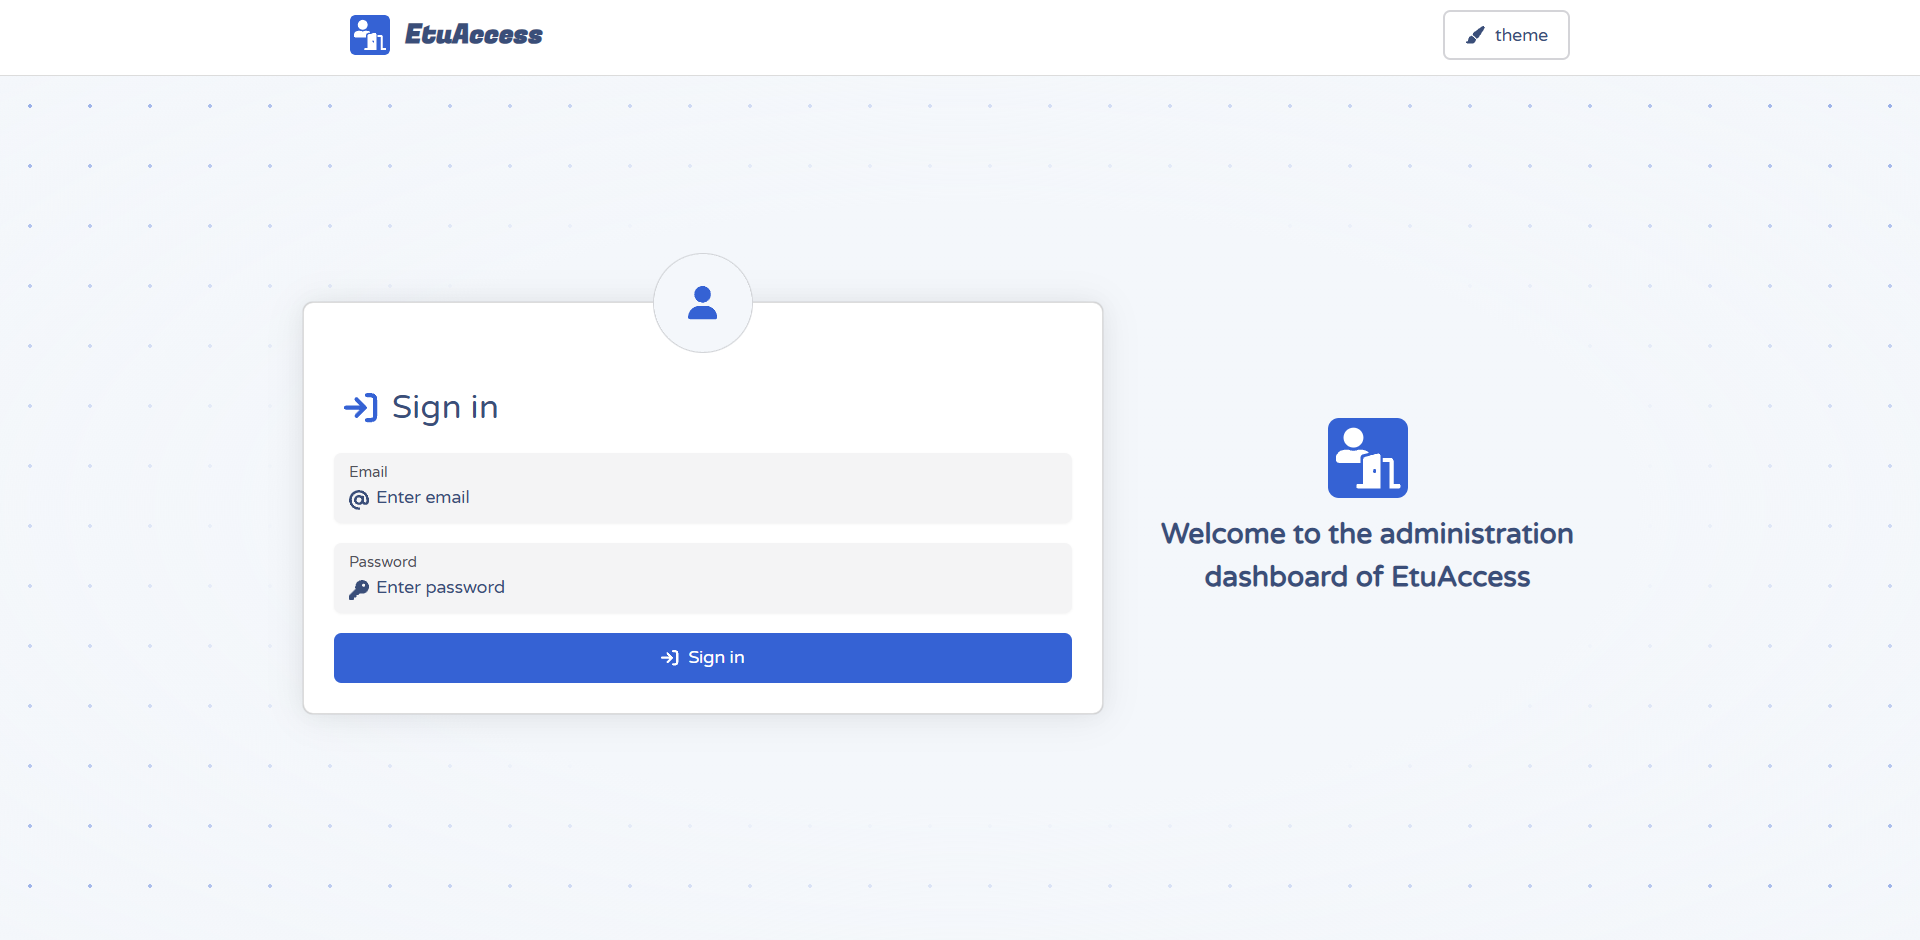 EtuAccess
theme
Sign in
Email
Enter email
Password
Enter password
Sign in
Welcome to the administration
dashboard of EtuAccess